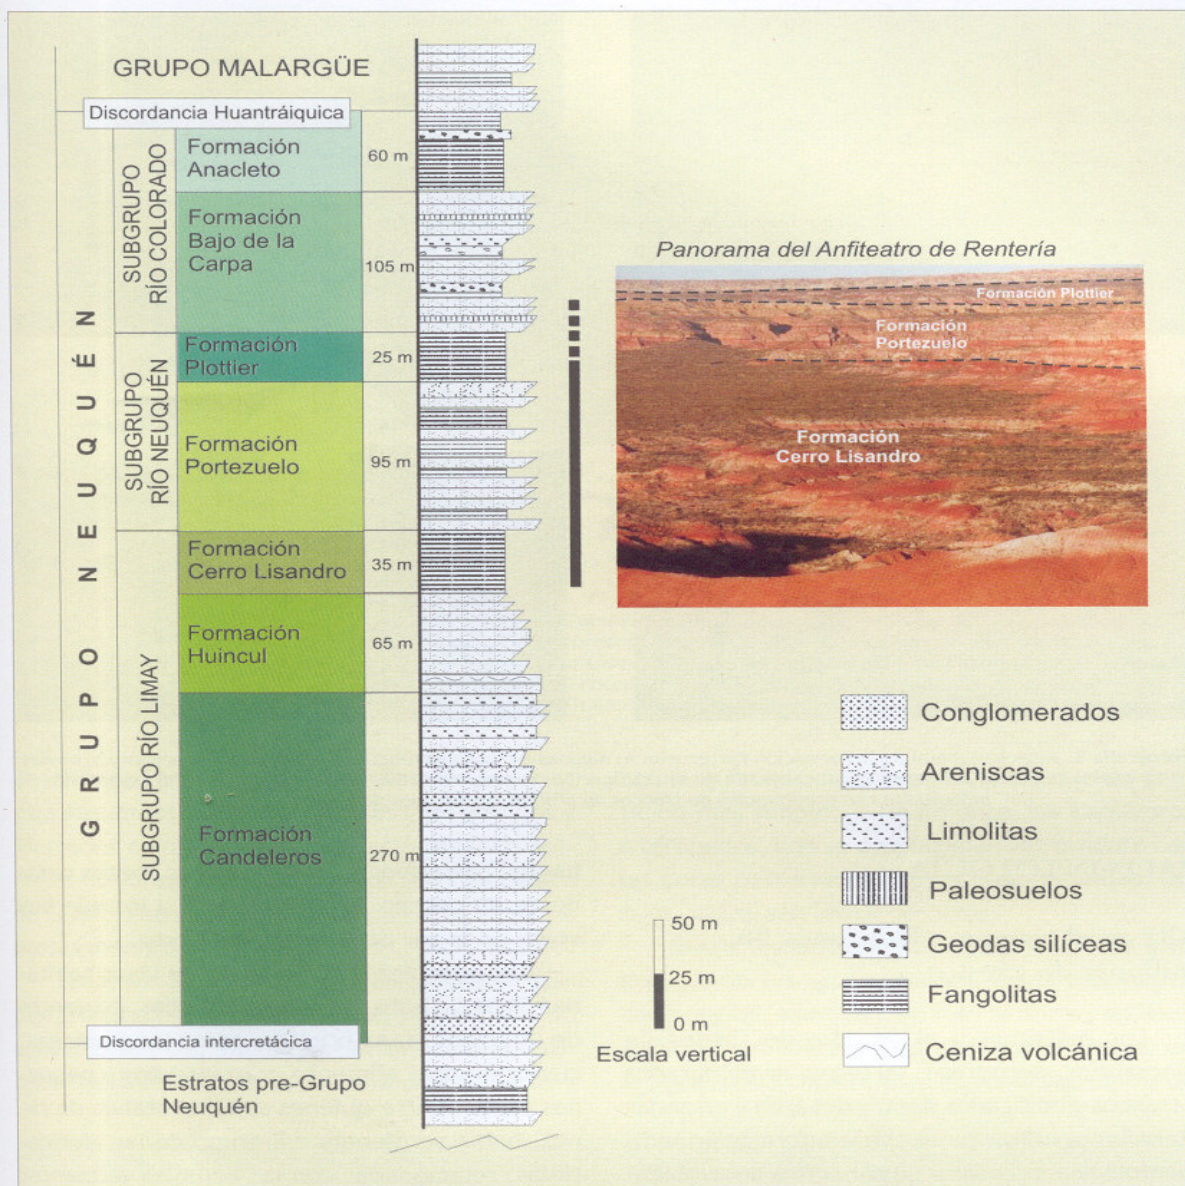 GRUPO MALARGÜE
Discordancia Huantráiquica
GRUPO NEUQUÉN
SUBGRUPO
RÍO COLORADO
Formación
Anacleto
60 m
Formación
Bajo de la
Carpa
105 m
SUBGRUPO
RÍO NEUQUÉN
Formación
Plottier
25 m
Formación
Portezuelo
95 m
SUBGRUPO RÍO LIMAY
Formación
Cerro Lisandro
35 m
Formación
Huincul
65 m
Formación
Candeleros
270 m
Discordancia intercretácica
Estratos pre-Grupo
Neuquén
Panorama del Anfiteatro de Rentería
Formación Plottier
Formación
Portezuelo
Formación
Cerro Lisandro
50 m
25 m
0 m
Escala vertical
Conglomerados
Areniscas
Limolitas
Paleosuelos
Geodas silíceas
Fangolitas
Ceniza volcánica